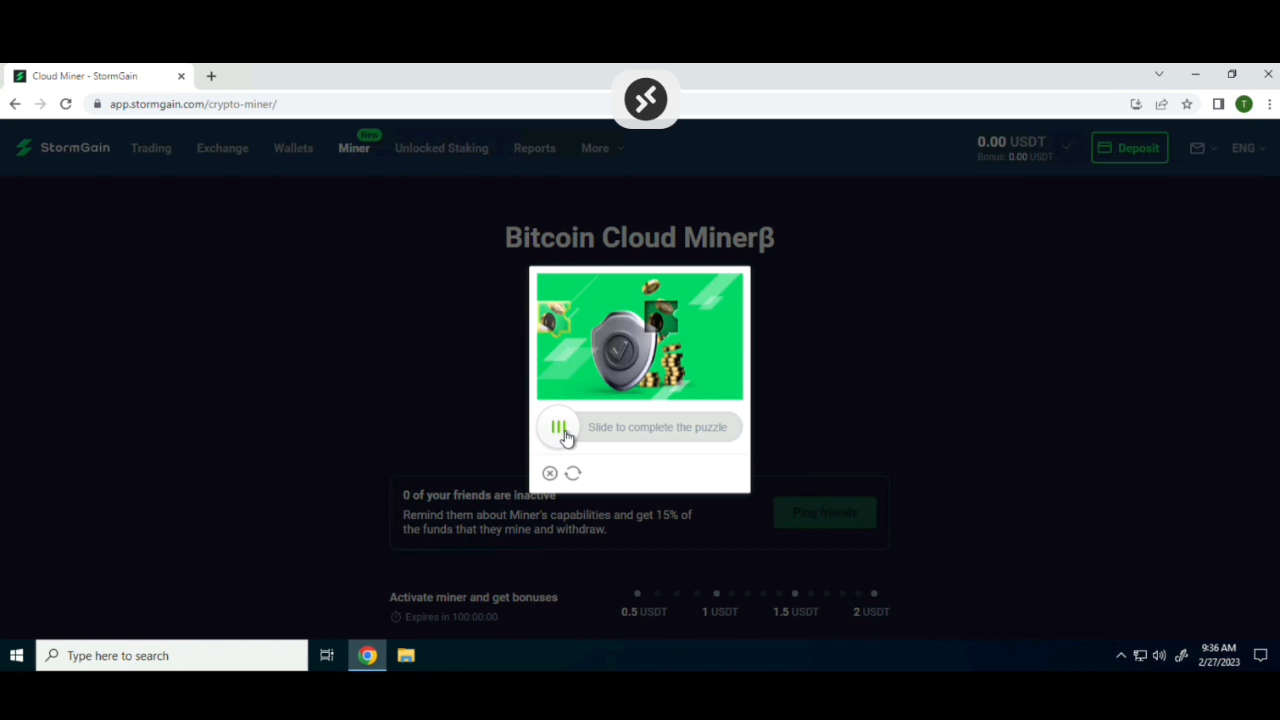 Cloud Miner - StormGain
app.stormgain.com/crypto-miner/
T
StormGain
Trading
Exchange
Wallets
Miner
New
Unlocked Staking
Reports
More
0.00 USDT
Bonus: 0.00 USDT
Deposit
ENG
Bitcoin Cloud Minerβ
Slide to complete the puzzle
0 of your friends are inactive
Remind them about Miner's capabilities and get 15% of
the funds that they mine and withdraw.
Ping friends
Activate miner and get bonuses
Expires in 100:00:00
0.5 USDT
1 USDT
1.5 USDT
2 USDT
Type here to search
9:36 AM
2/27/2023